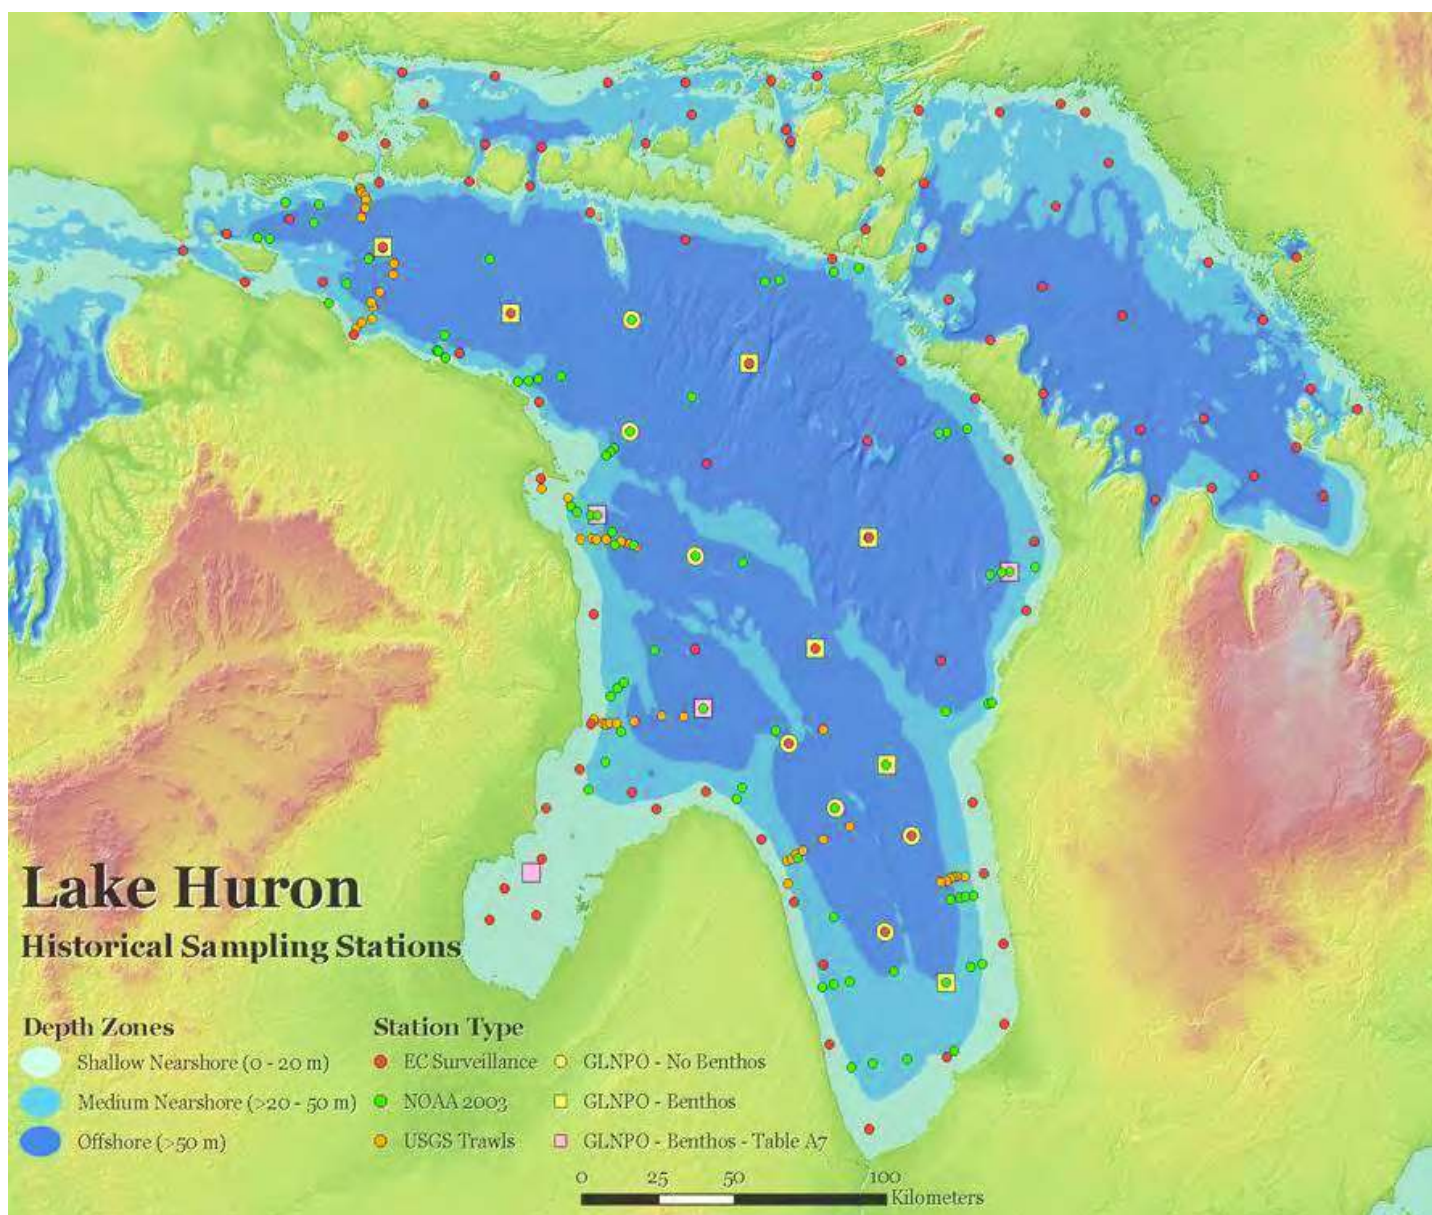 Lake Huron
Historical Sampling Stations
Depth Zones
Shallow Nearshore (0 - 20 m)
Medium Nearshore (>20 - 50 m)
Offshore (>50 m)
Station Type
EC Surveillance
NOAA 2003
USGS Trawls
GLNPO - No Benthos
GLNPO - Benthos
GLNPO - Benthos - Table A7
0 25 50 100
Kilometers